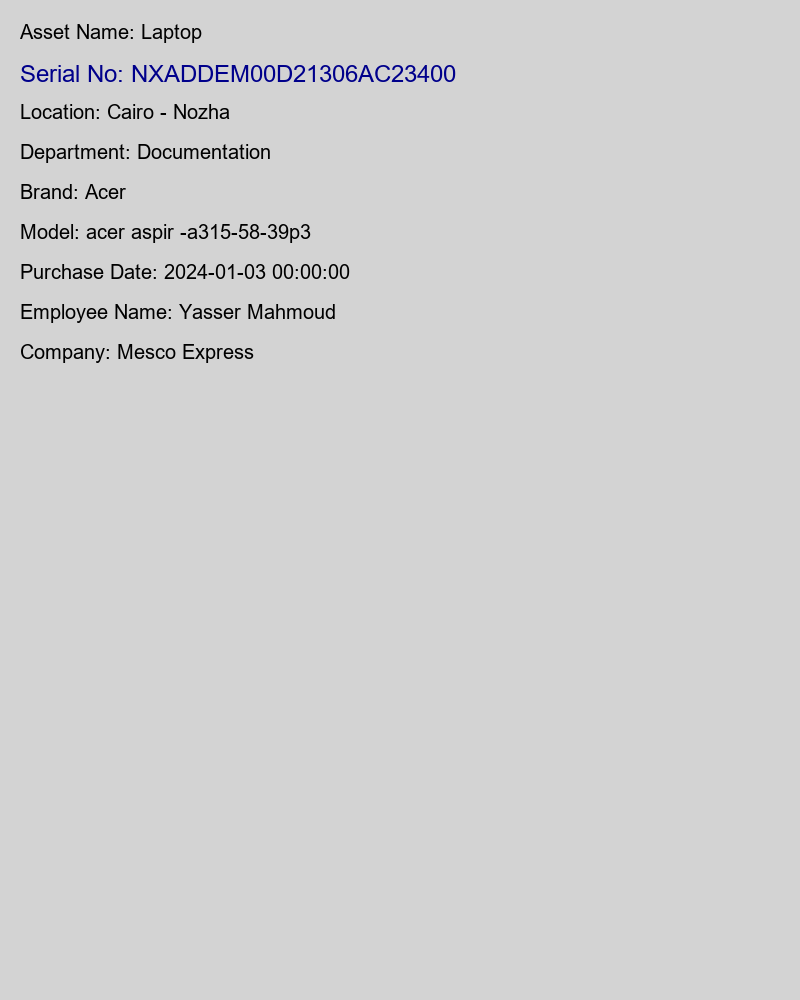 Asset Name: Laptop
Serial No: NXADDEM00D21306AC23400
Location: Cairo - Nozha
Department: Documentation
Brand: Acer
Model: acer aspir -a315-58-39p3
Purchase Date: 2024-01-03 00:00:00
Employee Name: Yasser Mahmoud
Company: Mesco Express